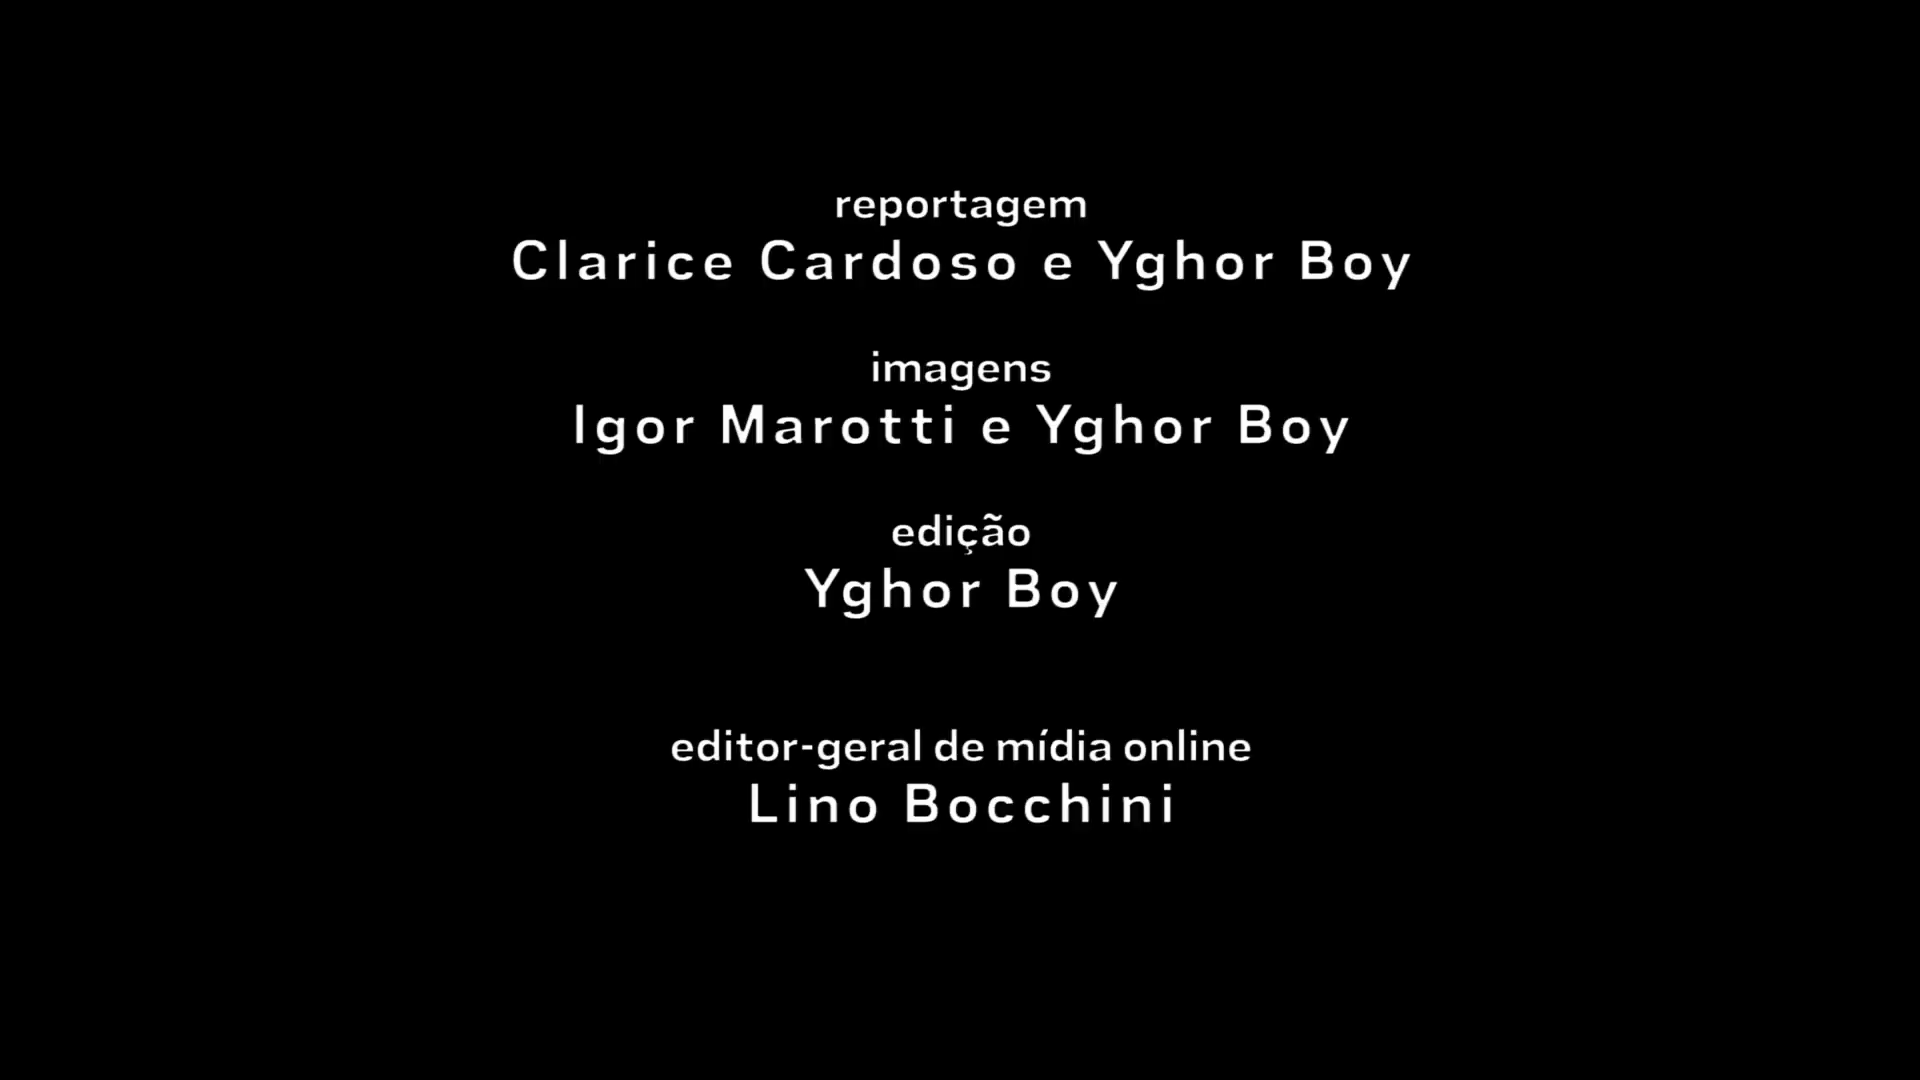 reportagem
Clarice Cardoso e Yghor Boy
imagens
Igor Marotti e Yghor Boy
edição
Yghor Boy
editor-geral de mídia online
Lino Bocchini